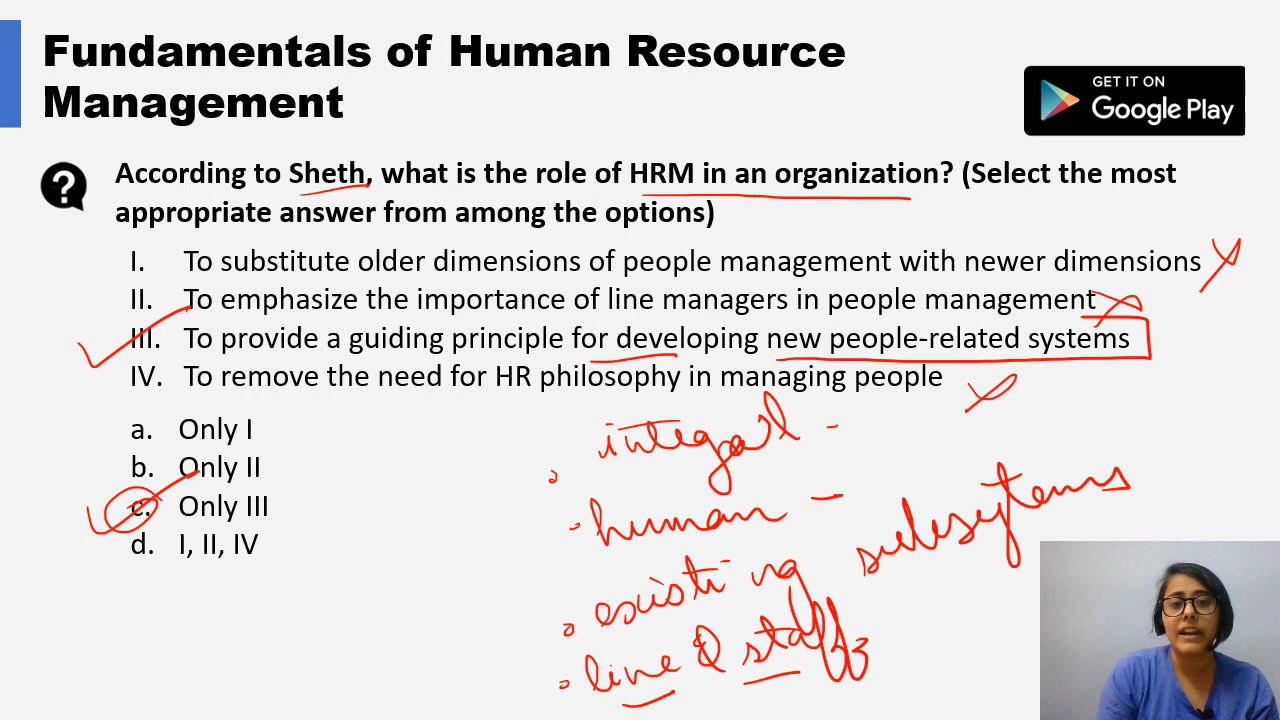 Fundamentals of Human Resource
Management
GET IT ON
Google Play
According to Sheth, what is the role of HRM in an organization? (Select the most
appropriate answer from among the options)
I. To substitute older dimensions of people management with newer dimensions
II. To emphasize the importance of line managers in people management
III. To provide a guiding principle for developing new people-related systems
IV. To remove the need for HR philosophy in managing people
a. Only I
b. Only II
c. Only III
d. I, II, IV
integral -
human - subsystems
existing
line & staff